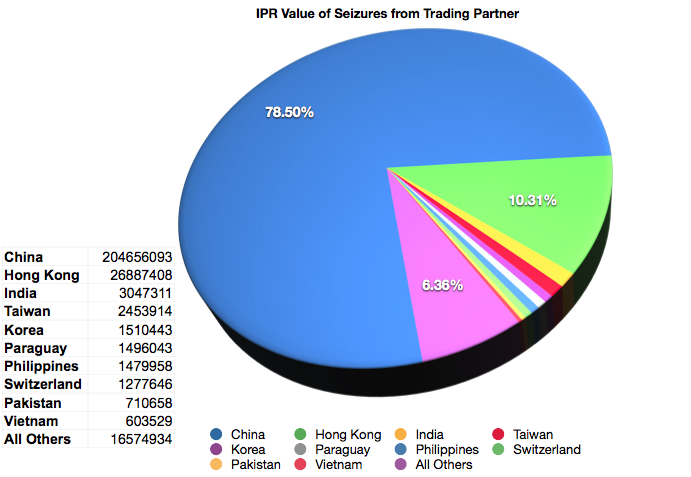 IPR Value of Seizures from Trading Partner
78.50%
10.31%
6.36%
China 204656093
Hong Kong 26887408
India 3047311
Taiwan 2453914
Korea 1510443
Paraguay 1496043
Philippines 1479958
Switzerland 1277646
Pakistan 710658
Vietnam 603529
All Others 16574934
China Hong Kong India Taiwan
Korea Paraguay Philippines Switzerland
Pakistan Vietnam All Others